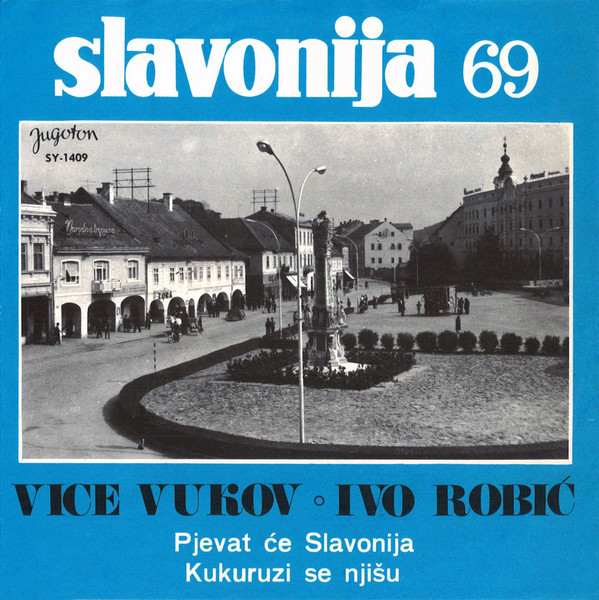 slavonija 69
Jugoton
SY-1409
VICE VUKOV • IVO ROBIĆ
Pjevat će Slavonija
Kukuruzi se njišu